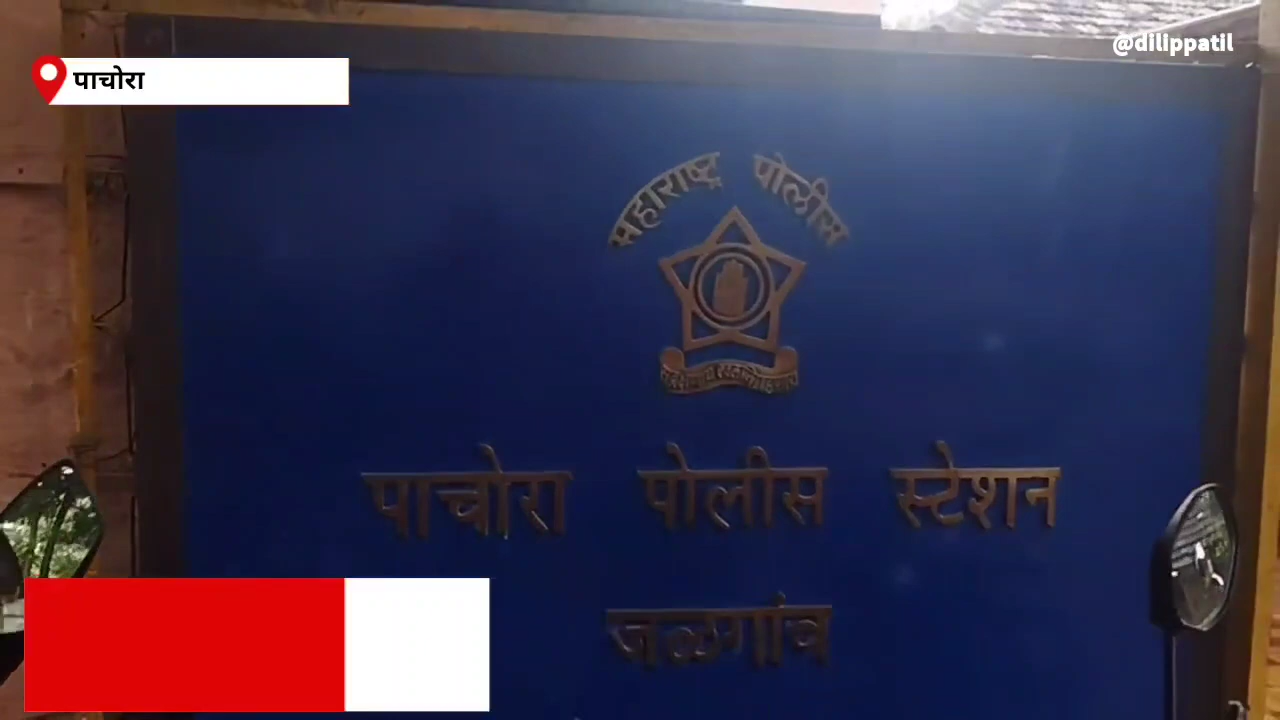 @dilippatil
पाचोरा
महाराष्ट्र पोलीस
पाचोरा पोलीस स्टेशन
जळगांव